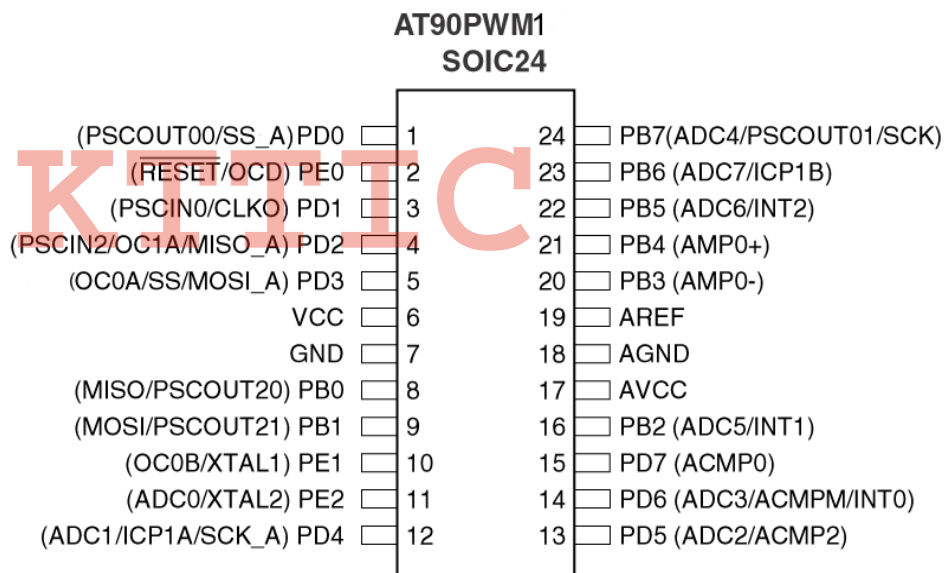 AT90PWM1
SOIC24
(PSCOUT00/SS_A)PD0 1 24 PB7(ADC4/PSCOUT01/SCK)
(RESET/OCD) PE0 2 23 PB6 (ADC7/ICP1B)
(PSCIN0/CLKO) PD1 3 22 PB5 (ADC6/INT2)
(PSCIN2/OC1A/MISO_A) PD2 4 21 PB4 (AMP0+)
(OC0A/SS/MOSI_A) PD3 5 20 PB3 (AMP0-)
VCC 6 19 AREF
GND 7 18 AGND
(MISO/PSCOUT20) PB0 8 17 AVCC
(MOSI/PSCOUT21) PB1 9 16 PB2 (ADC5/INT1)
(OC0B/XTAL1) PE1 10 15 PD7 (ACMP0)
(ADC0/XTAL2) PE2 11 14 PD6 (ADC3/ACMPM/INT0)
(ADC1/ICP1A/SCK_A) PD4 12 13 PD5 (ADC2/ACMP2)
KTTIC